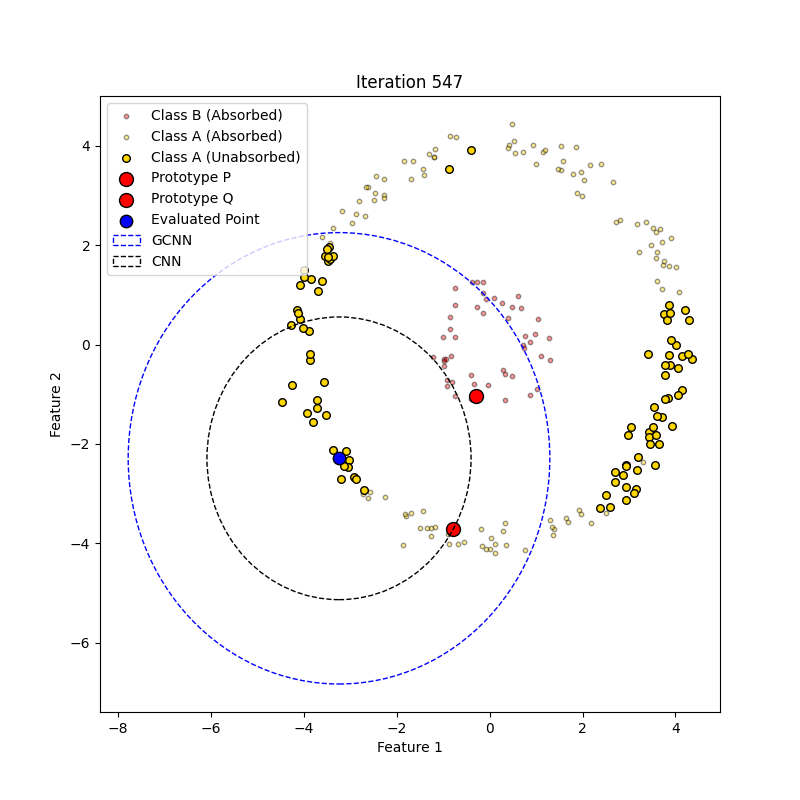 Iteration 547
Class B (Absorbed)
Class A (Absorbed)
Class A (Unabsorbed)
Prototype P
Prototype Q
Evaluated Point
GCNN
CNN
4
2
0
−2
−4
−6
Feature 2
−8
−6
−4
−2
0
2
4
Feature 1